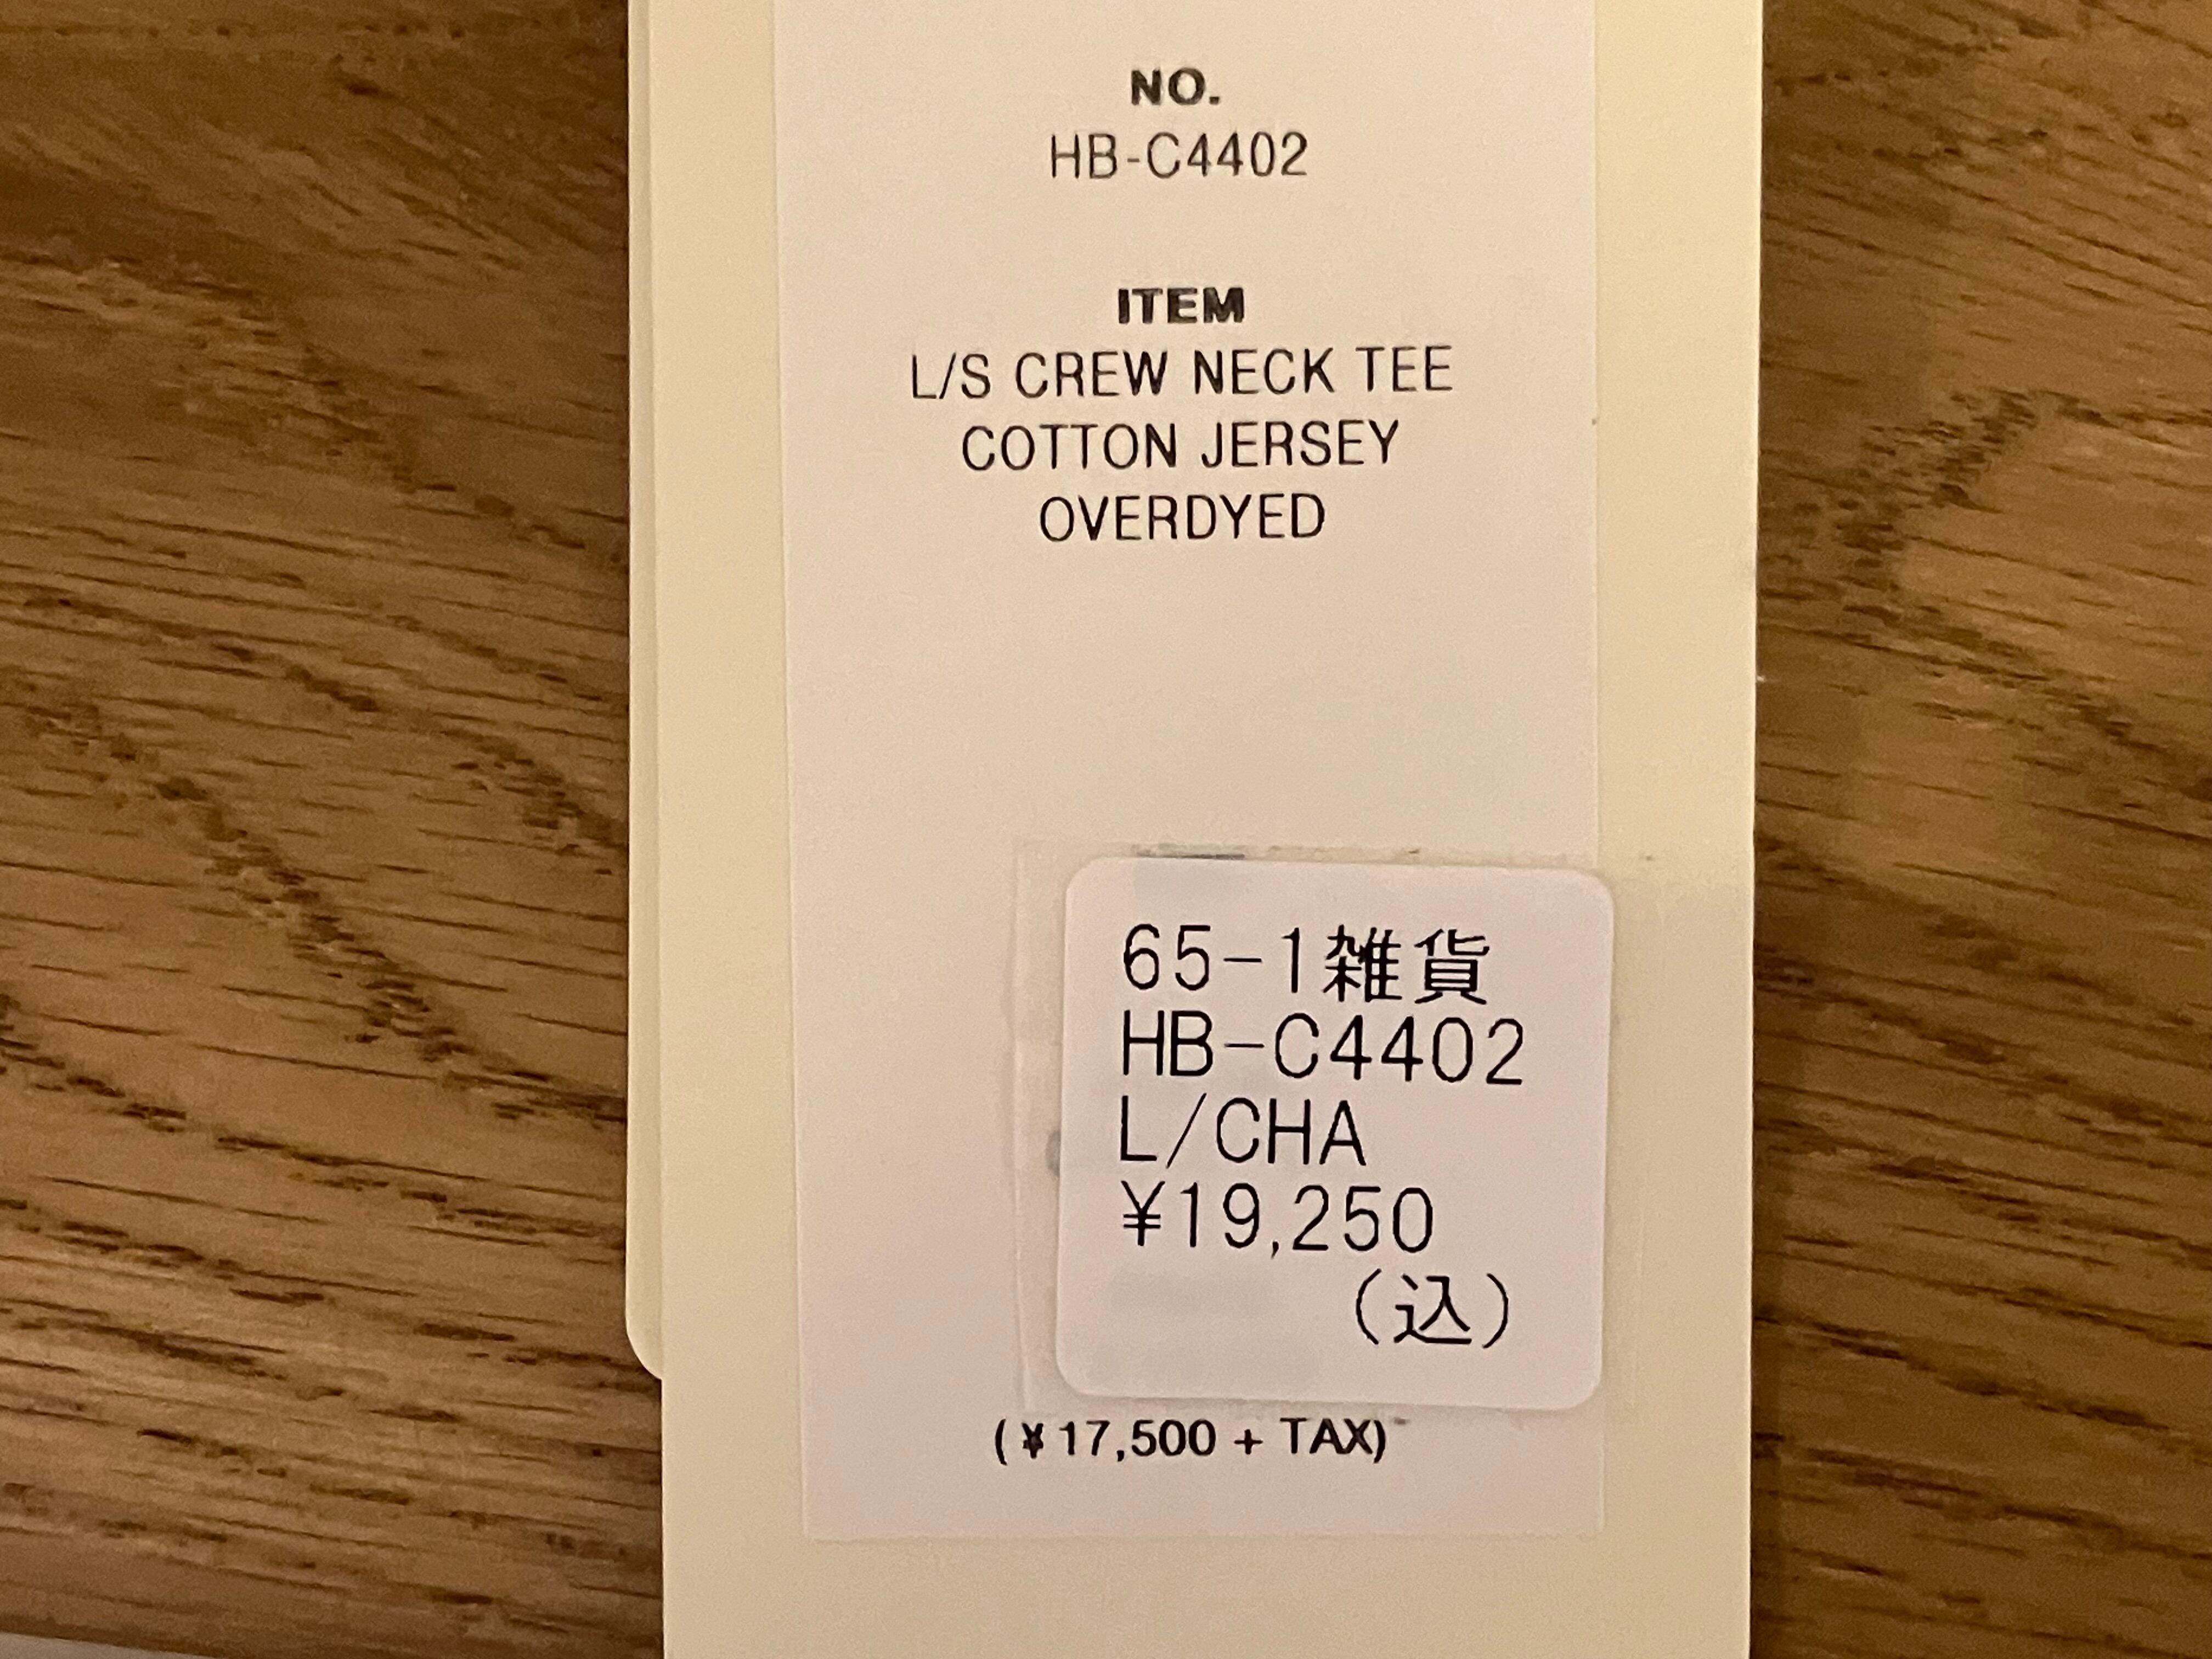 NO.
HB-C4402
ITEM
L/S CREW NECK TEE
COTTON JERSEY
OVERDYED
65-1雑貨
HB-C4402
L/CHA
¥19,250
(込)
(¥17,500 + TAX)